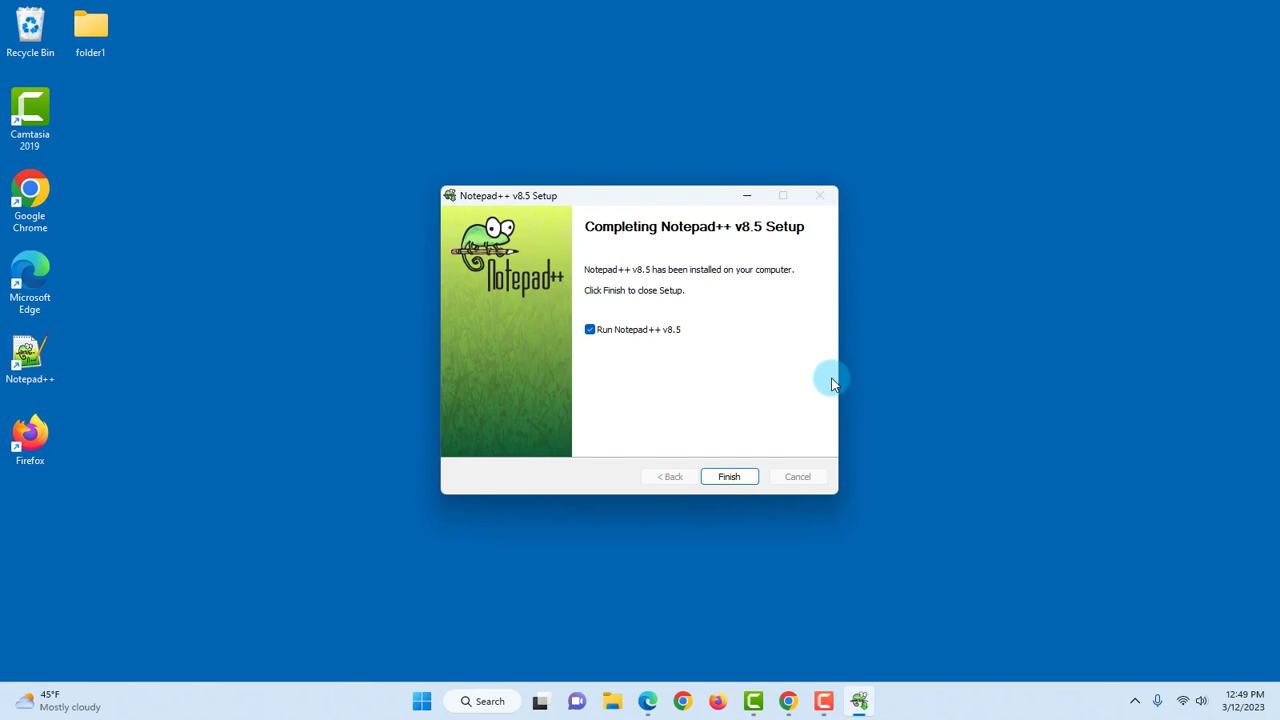 Recycle Bin
folder1
Camtasia
2019
Google
Chrome
Microsoft
Edge
Notepad++
Firefox
Notepad++ v8.5 Setup
Notepad++
Completing Notepad++ v8.5 Setup
Notepad++ v8.5 has been installed on your computer.
Click Finish to close Setup.
Run Notepad++ v8.5
< Back
Finish
Cancel
45°F
Mostly cloudy
Search
12:49 PM
3/12/2023